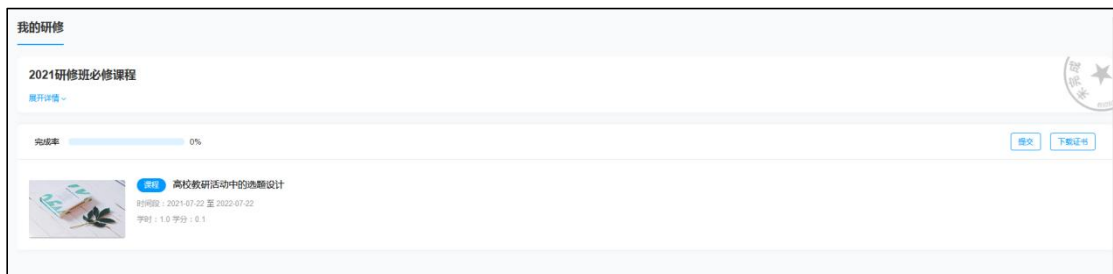 我的研修
2021研修班必修课程
展开详情
未完成
完成率 0% 提交 下载证书
课程 高校教研活动中的选题设计
时间段：2021-07-22 至 2022-07-22
学时：1.0 学分：0.1